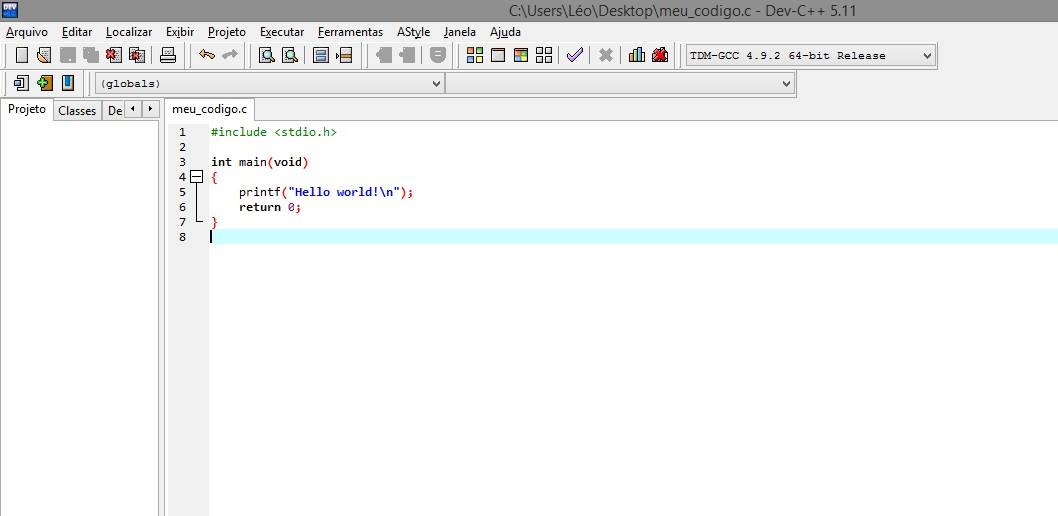 C:\Users\Léo\Desktop\meu_codigo.c - Dev-C++ 5.11
Arquivo Editar Localizar Exibir Projeto Executar Ferramentas AStyle Janela Ajuda
TDM-GCC 4.9.2 64-bit Release
(globals)
Projeto Classes De meu_codigo.c
1 #include <stdio.h>
2
3 int main(void)
4 {
5 printf("Hello world!\n");
6 return 0;
7 }
8